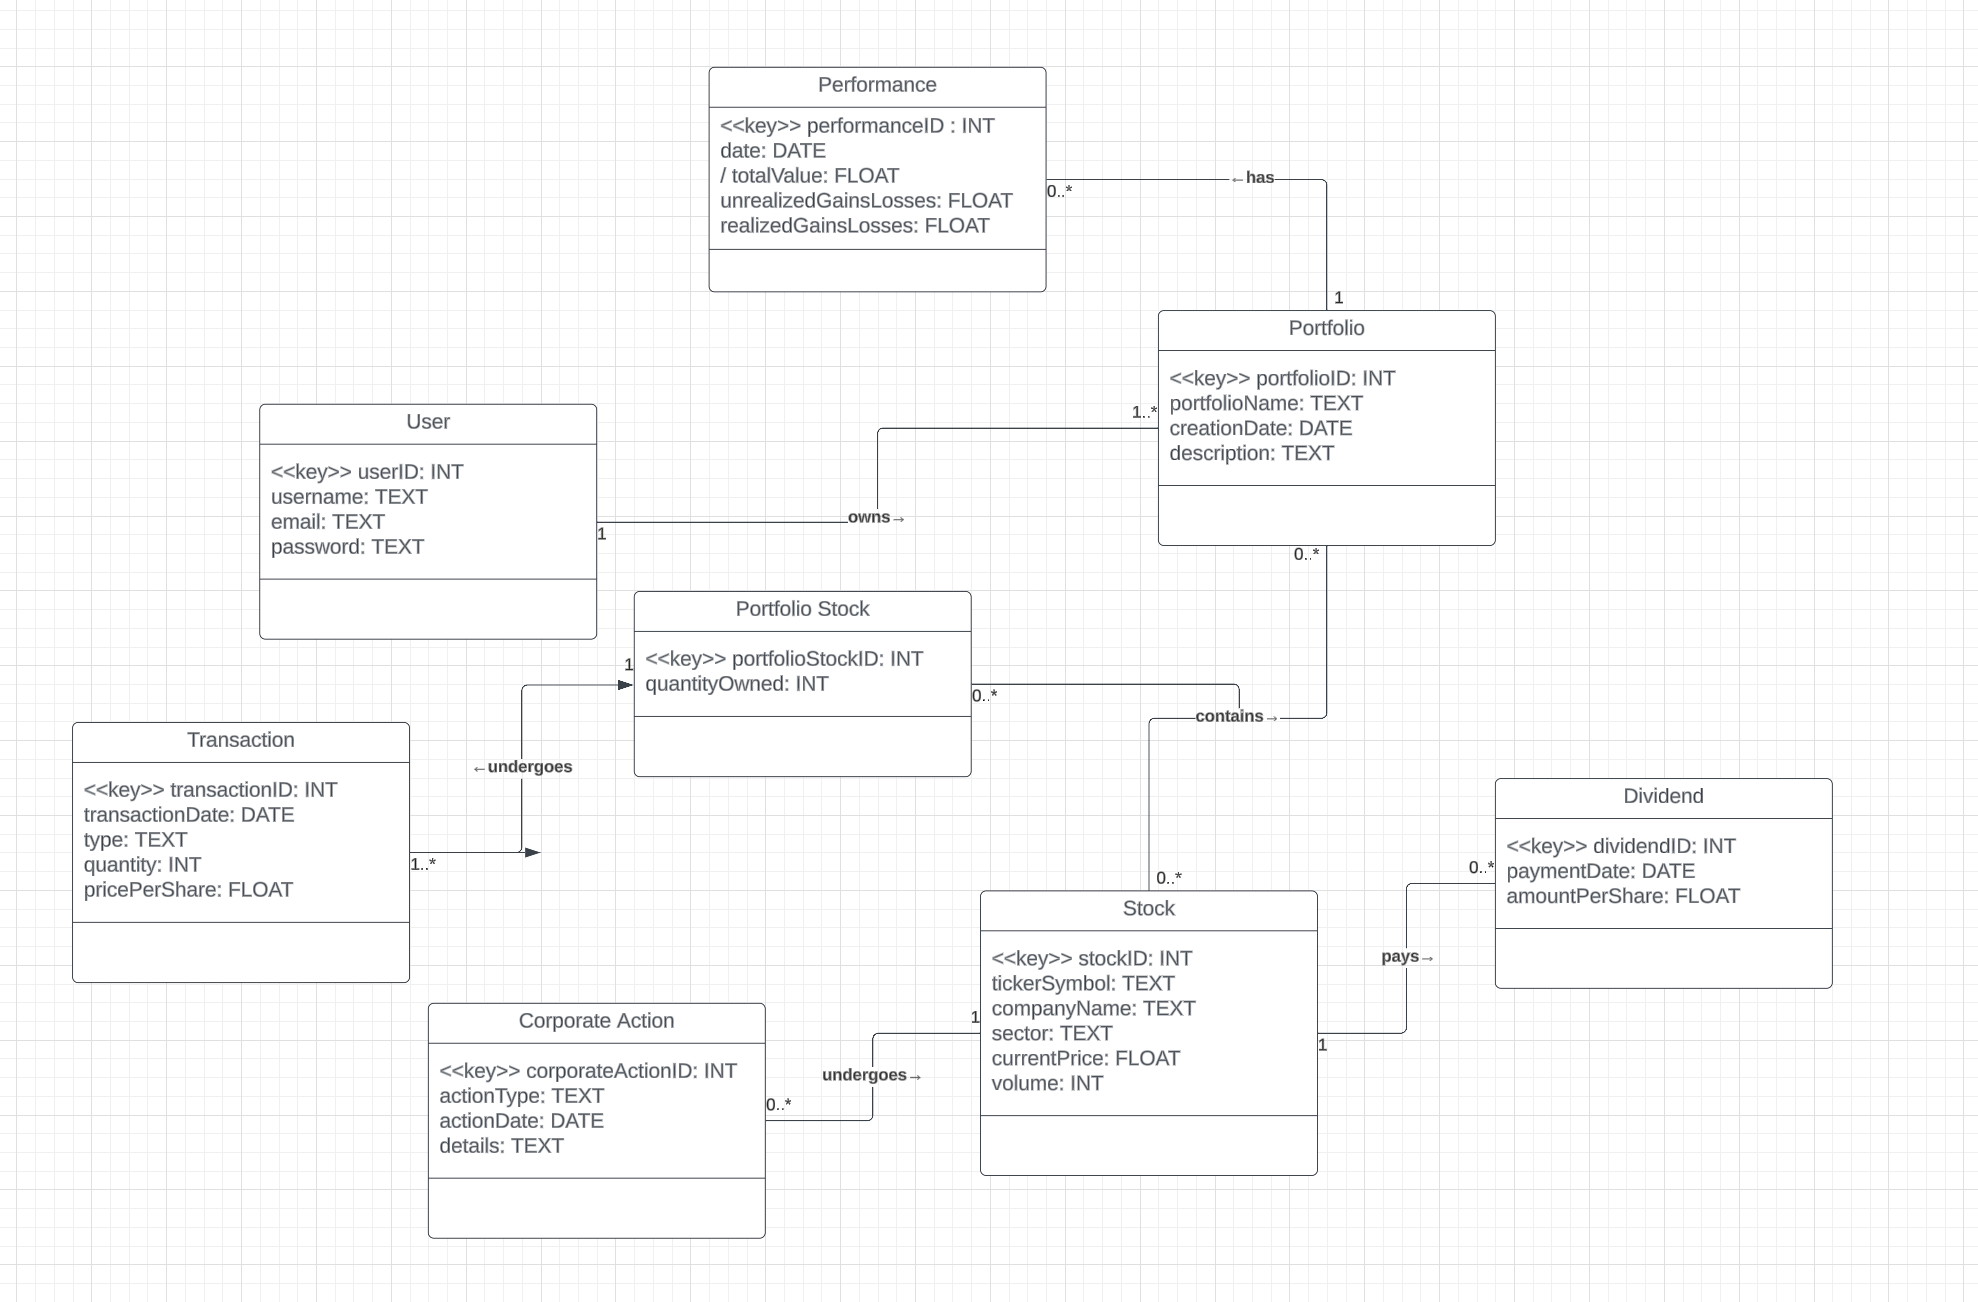 Performance
<<key>> performanceID : INT
date: DATE
/ totalValue: FLOAT
unrealizedGainsLosses: FLOAT
realizedGainsLosses: FLOAT
0..*
←has
1
Portfolio
<<key>> portfolioID: INT
portfolioName: TEXT
creationDate: DATE
description: TEXT
1..*
0..*
User
<<key>> userID: INT
username: TEXT
email: TEXT
password: TEXT
1
owns→
Portfolio Stock
<<key>> portfolioStockID: INT
quantityOwned: INT
1
0..*
contains→
←undergoes
Transaction
<<key>> transactionID: INT
transactionDate: DATE
type: TEXT
quantity: INT
pricePerShare: FLOAT
1..*
Dividend
<<key>> dividendID: INT
paymentDate: DATE
amountPerShare: FLOAT
0..*
pays→
0..*
Stock
<<key>> stockID: INT
tickerSymbol: TEXT
companyName: TEXT
sector: TEXT
currentPrice: FLOAT
volume: INT
1
1
Corporate Action
<<key>> corporateActionID: INT
actionType: TEXT
actionDate: DATE
details: TEXT
undergoes→
0..*